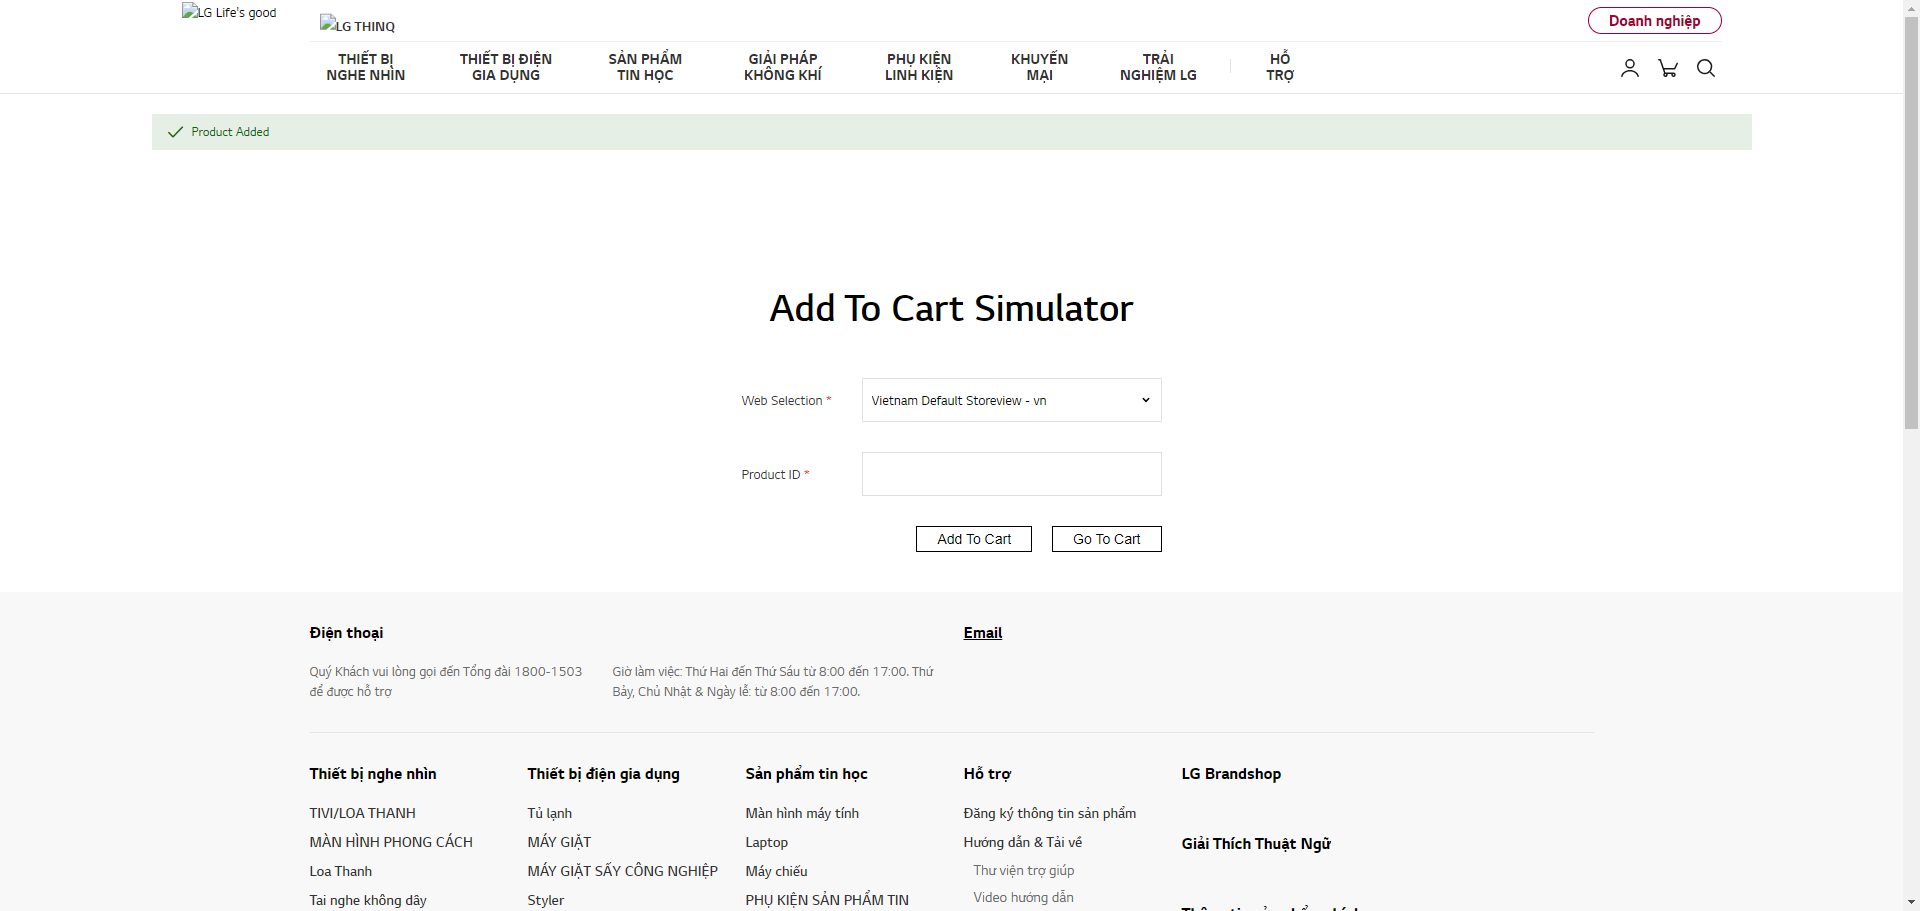 LG Life's good
LG THINQ
Doanh nghiệp
THIẾT BỊ
NGHE NHÌN
THIẾT BỊ ĐIỆN
GIA DỤNG
SẢN PHẨM
TIN HỌC
GIẢI PHÁP
KHÔNG KHÍ
PHỤ KIỆN
LINH KIỆN
KHUYẾN
MẠI
TRẢI
NGHIỆM LG
HỖ
TRỢ
Product Added
Add To Cart Simulator
Web Selection *
Vietnam Default Storeview - vn
Product ID *
Add To Cart
Go To Cart
Điện thoại
Quý Khách vui lòng gọi đến Tổng đài 1800-1503
để được hỗ trợ
Giờ làm việc: Thứ Hai đến Thứ Sáu từ 8:00 đến 17:00. Thứ
Bảy, Chủ Nhật & Ngày lễ: từ 8:00 đến 17:00.
Email
Thiết bị nghe nhìn
TIVI/LOA THANH
MÀN HÌNH PHONG CÁCH
Loa Thanh
Tai nghe không dây
Thiết bị điện gia dụng
Tủ lạnh
MÁY GIẶT
MÁY GIẶT SẤY CÔNG NGHIỆP
Styler
Sản phẩm tin học
Màn hình máy tính
Laptop
Máy chiếu
PHỤ KIỆN SẢN PHẨM TIN
Hỗ trợ
Đăng ký thông tin sản phẩm
Hướng dẫn & Tải về
Thư viện trợ giúp
Video hướng dẫn
LG Brandshop
Giải Thích Thuật Ngữ